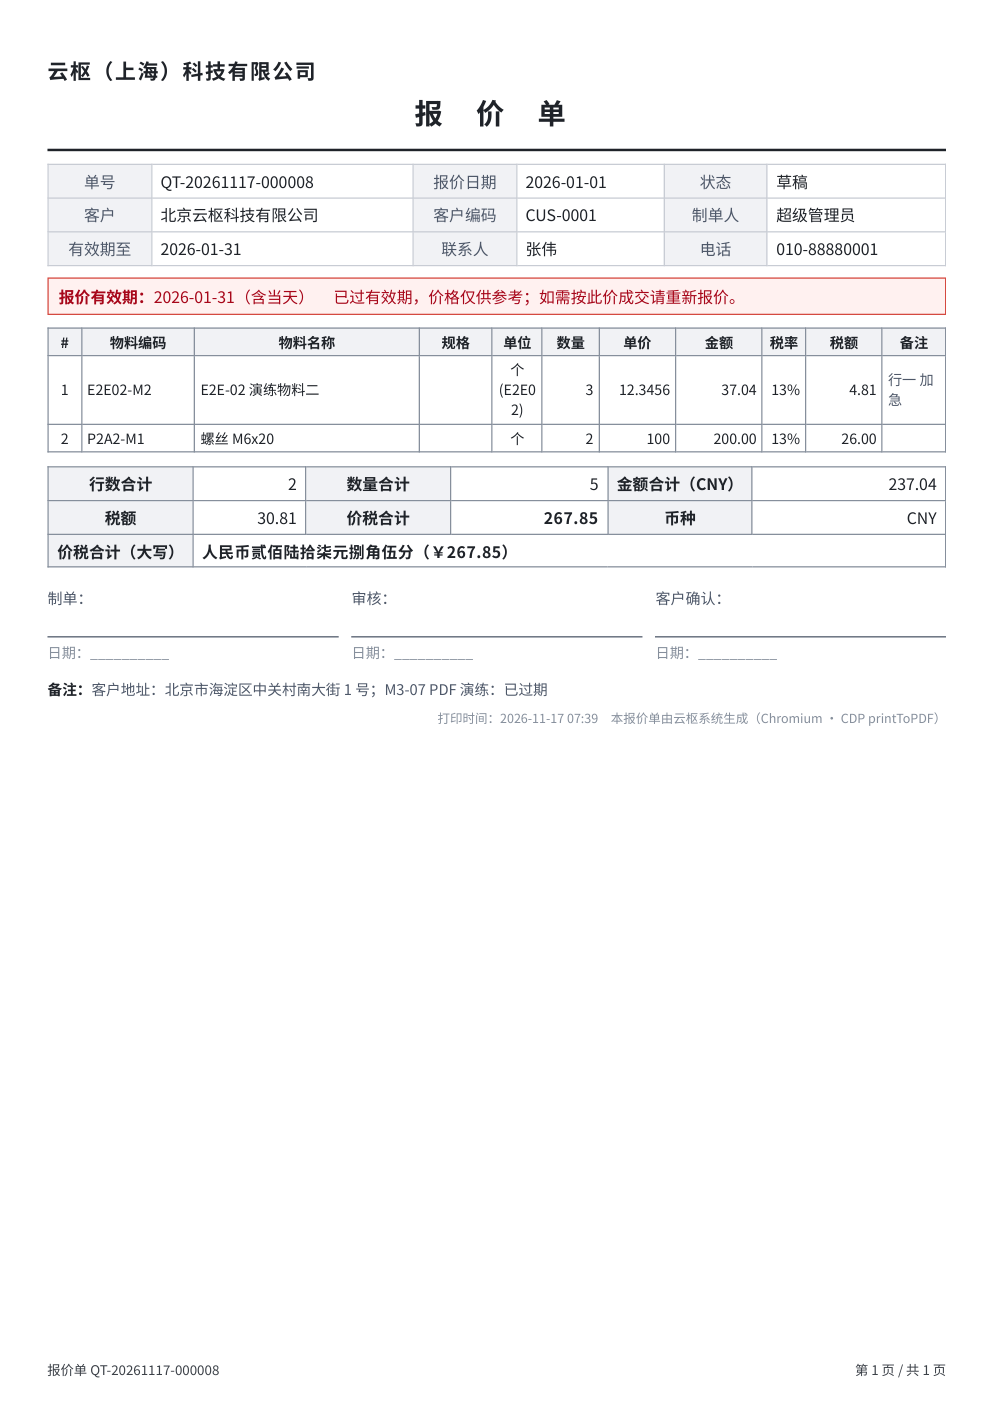 云枢（上海）科技有限公司
报 价 单
单号 QT-20261117-000008 报价日期 2026-01-01 状态 草稿
客户 北京云枢科技有限公司 客户编码 CUS-0001 制单人 超级管理员
有效期至 2026-01-31 联系人 张伟 电话 010-88880001
报价有效期：2026-01-31（含当天） 已过有效期，价格仅供参考；如需按此价成交请重新报价。
# 物料编码 物料名称 规格 单位 数量 单价 金额 税率 税额 备注
1 E2E02-M2 E2E-02 演练物料二 个(E2E02) 3 12.3456 37.04 13% 4.81 行一 加急
2 P2A2-M1 螺丝 M6x20 个 2 100 200.00 13% 26.00
行数合计 2 数量合计 5 金额合计（CNY） 237.04
税额 30.81 价税合计 267.85 币种 CNY
价税合计（大写） 人民币贰佰陆拾柒元捌角伍分（￥267.85）
制单： 审核： 客户确认：
日期：__________ 日期：__________ 日期：__________
备注：客户地址：北京市海淀区中关村南大街 1 号；M3-07 PDF 演练：已过期
打印时间：2026-11-17 07:39 本报价单由云枢系统生成（Chromium · CDP printToPDF）
报价单 QT-20261117-000008 第 1 页 / 共 1 页